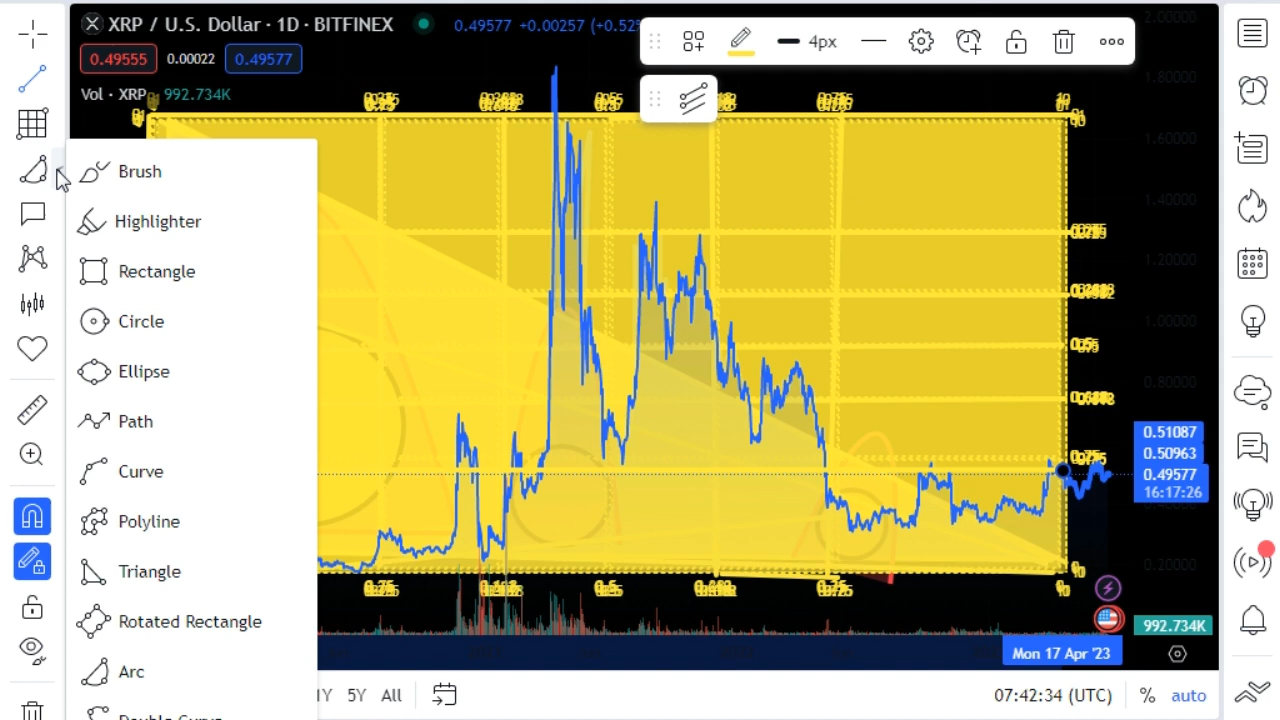 XRP / U.S. Dollar · 1D · BITFINEX
0.49577 +0.00257 (+0.52%
4px
0.49555 0.00022 0.49577
Vol · XRP 992.734K
Brush
Highlighter
Rectangle
Circle
Ellipse
Path
Curve
Polyline
Triangle
Rotated Rectangle
Arc
Double Curve
2.00000
1.80000
1.60000
1.40000
1.20000
1.00000
0.80000
0.51087
0.50963
0.49577
16:17:26
0.20000
992.734K
Mon 17 Apr '23
1Y 5Y All
07:42:34 (UTC) % auto